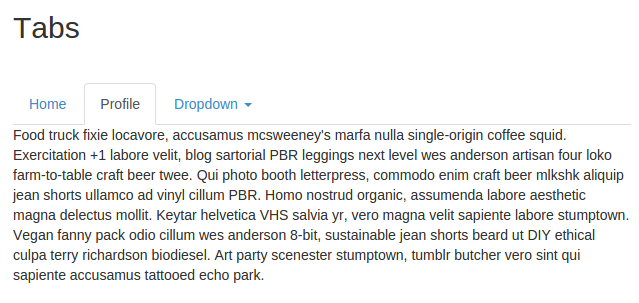 Tabs
Home Profile Dropdown
Food truck fixie locavore, accusamus mcsweeney's marfa nulla single-origin coffee squid.
Exercitation +1 labore velit, blog sartorial PBR leggings next level wes anderson artisan four loko
farm-to-table craft beer twee. Qui photo booth letterpress, commodo enim craft beer mlkshk aliquip
jean shorts ullamco ad vinyl cillum PBR. Homo nostrud organic, assumenda labore aesthetic
magna delectus mollit. Keytar helvetica VHS salvia yr, vero magna velit sapiente labore stumptown.
Vegan fanny pack odio cillum wes anderson 8-bit, sustainable jean shorts beard ut DIY ethical
culpa terry richardson biodiesel. Art party scenester stumptown, tumblr butcher vero sint qui
sapiente accusamus tattooed echo park.